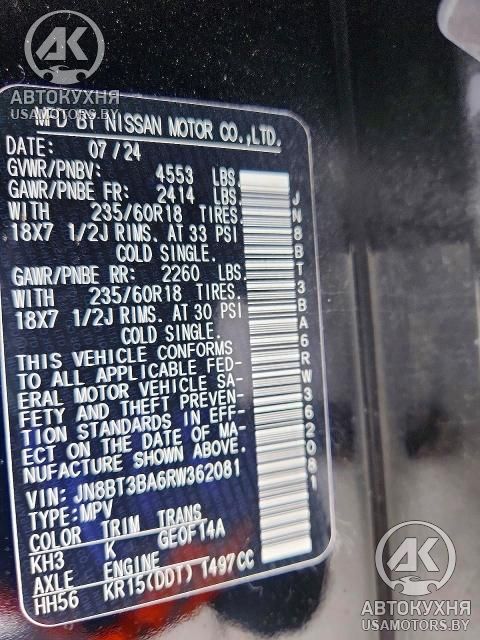 AK
АВТОКУХНЯ
USAMOTORS.BY
MFD BY NISSAN MOTOR CO.,LTD.
DATE: 07/24
GVWR/PNBV: 4553 LBS
GAWR/PNBE FR: 2414 LBS.
WITH 235/60R18 TIRES.
18X7 1/2J RIMS. AT 33 PSI
COLD SINGLE.
GAWR/PNBE RR: 2260 LBS.
WITH 235/60R18 TIRES.
18X7 1/2J RIMS. AT 30 PSI
COLD SINGLE.
THIS VEHICLE CONFORMS
TO ALL APPLICABLE FED-
ERAL MOTOR VEHICLE SA-
FETY AND THEFT PREVEN-
TION STANDARDS IN EFF-
ECT ON THE DATE OF MA-
NUFACTURE SHOWN ABOVE.
VIN: JN8BT3BA6RW362081
TYPE:MPV
COLOR TRIM TRANS
KH3 K GE0F14A
AXLE ENGINE
HH56 KR15(DDT) 1497CC
JN8BT3BA6RW362081
AK
АВТОКУХНЯ
USAMOTORS.BY